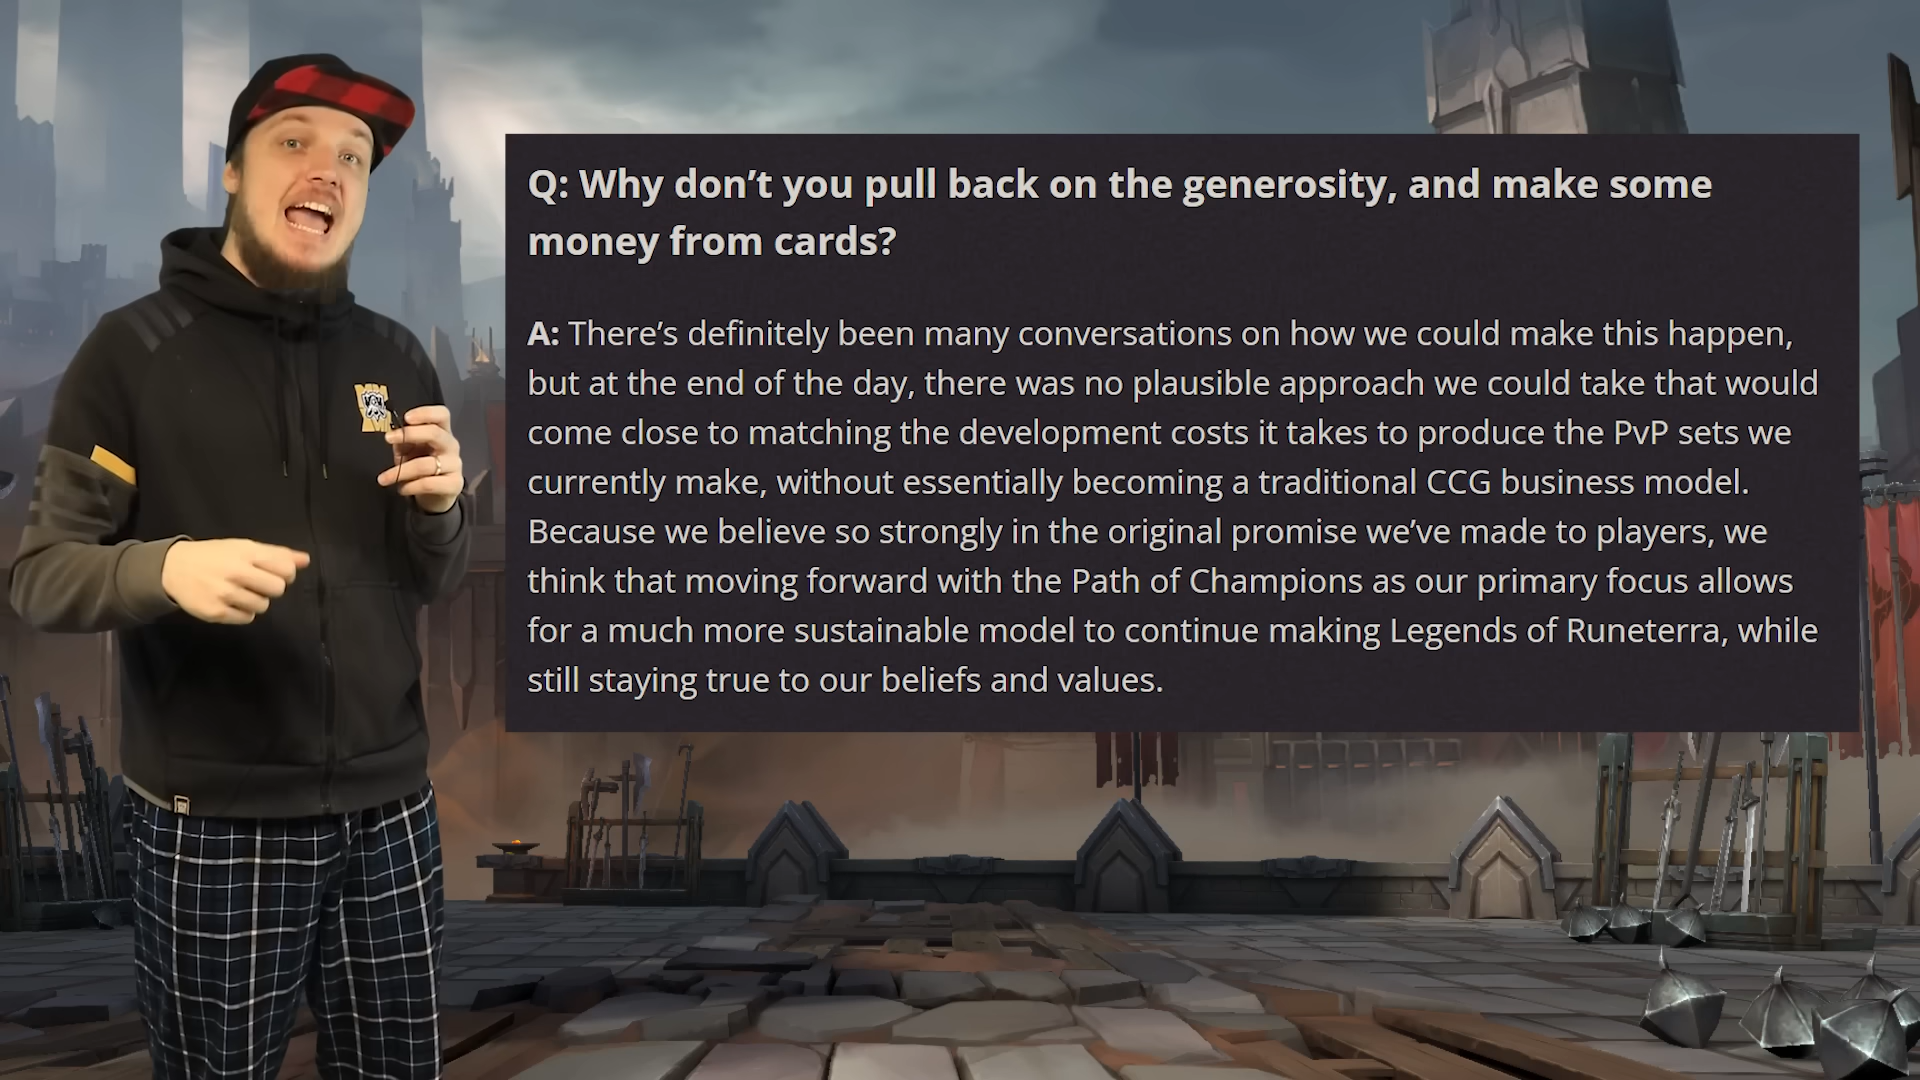 Q: Why don’t you pull back on the generosity, and make some
money from cards?
A: There’s definitely been many conversations on how we could make this happen,
but at the end of the day, there was no plausible approach we could take that would
come close to matching the development costs it takes to produce the PvP sets we
currently make, without essentially becoming a traditional CCG business model.
Because we believe so strongly in the original promise we’ve made to players, we
think that moving forward with the Path of Champions as our primary focus allows
for a much more sustainable model to continue making Legends of Runeterra, while
still staying true to our beliefs and values.